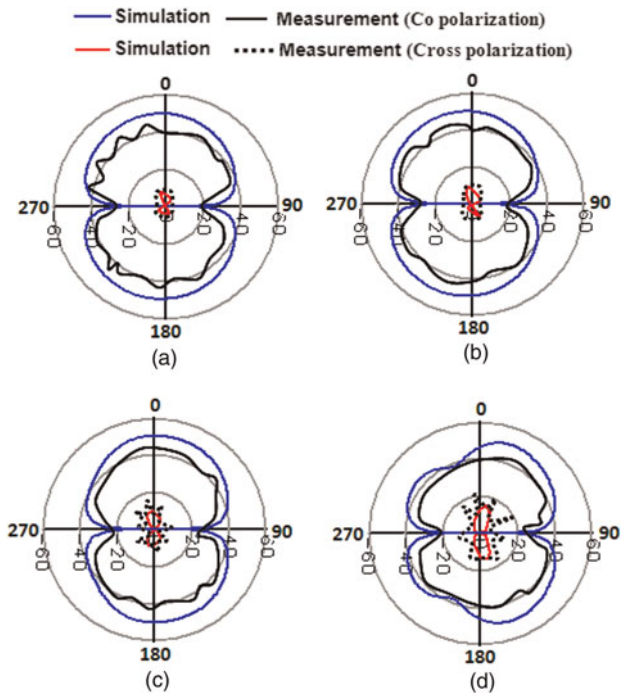 Simulation Measurement (Co polarization)
Simulation Measurement (Cross polarization)
0 0
270 60 40 20 20 40 60 90 270 60 40 20 20 40 60 90
180 180
(a) (b)
0 0
270 60 40 20 20 40 60 90 270 60 40 20 20 40 60 90
180 180
(c) (d)